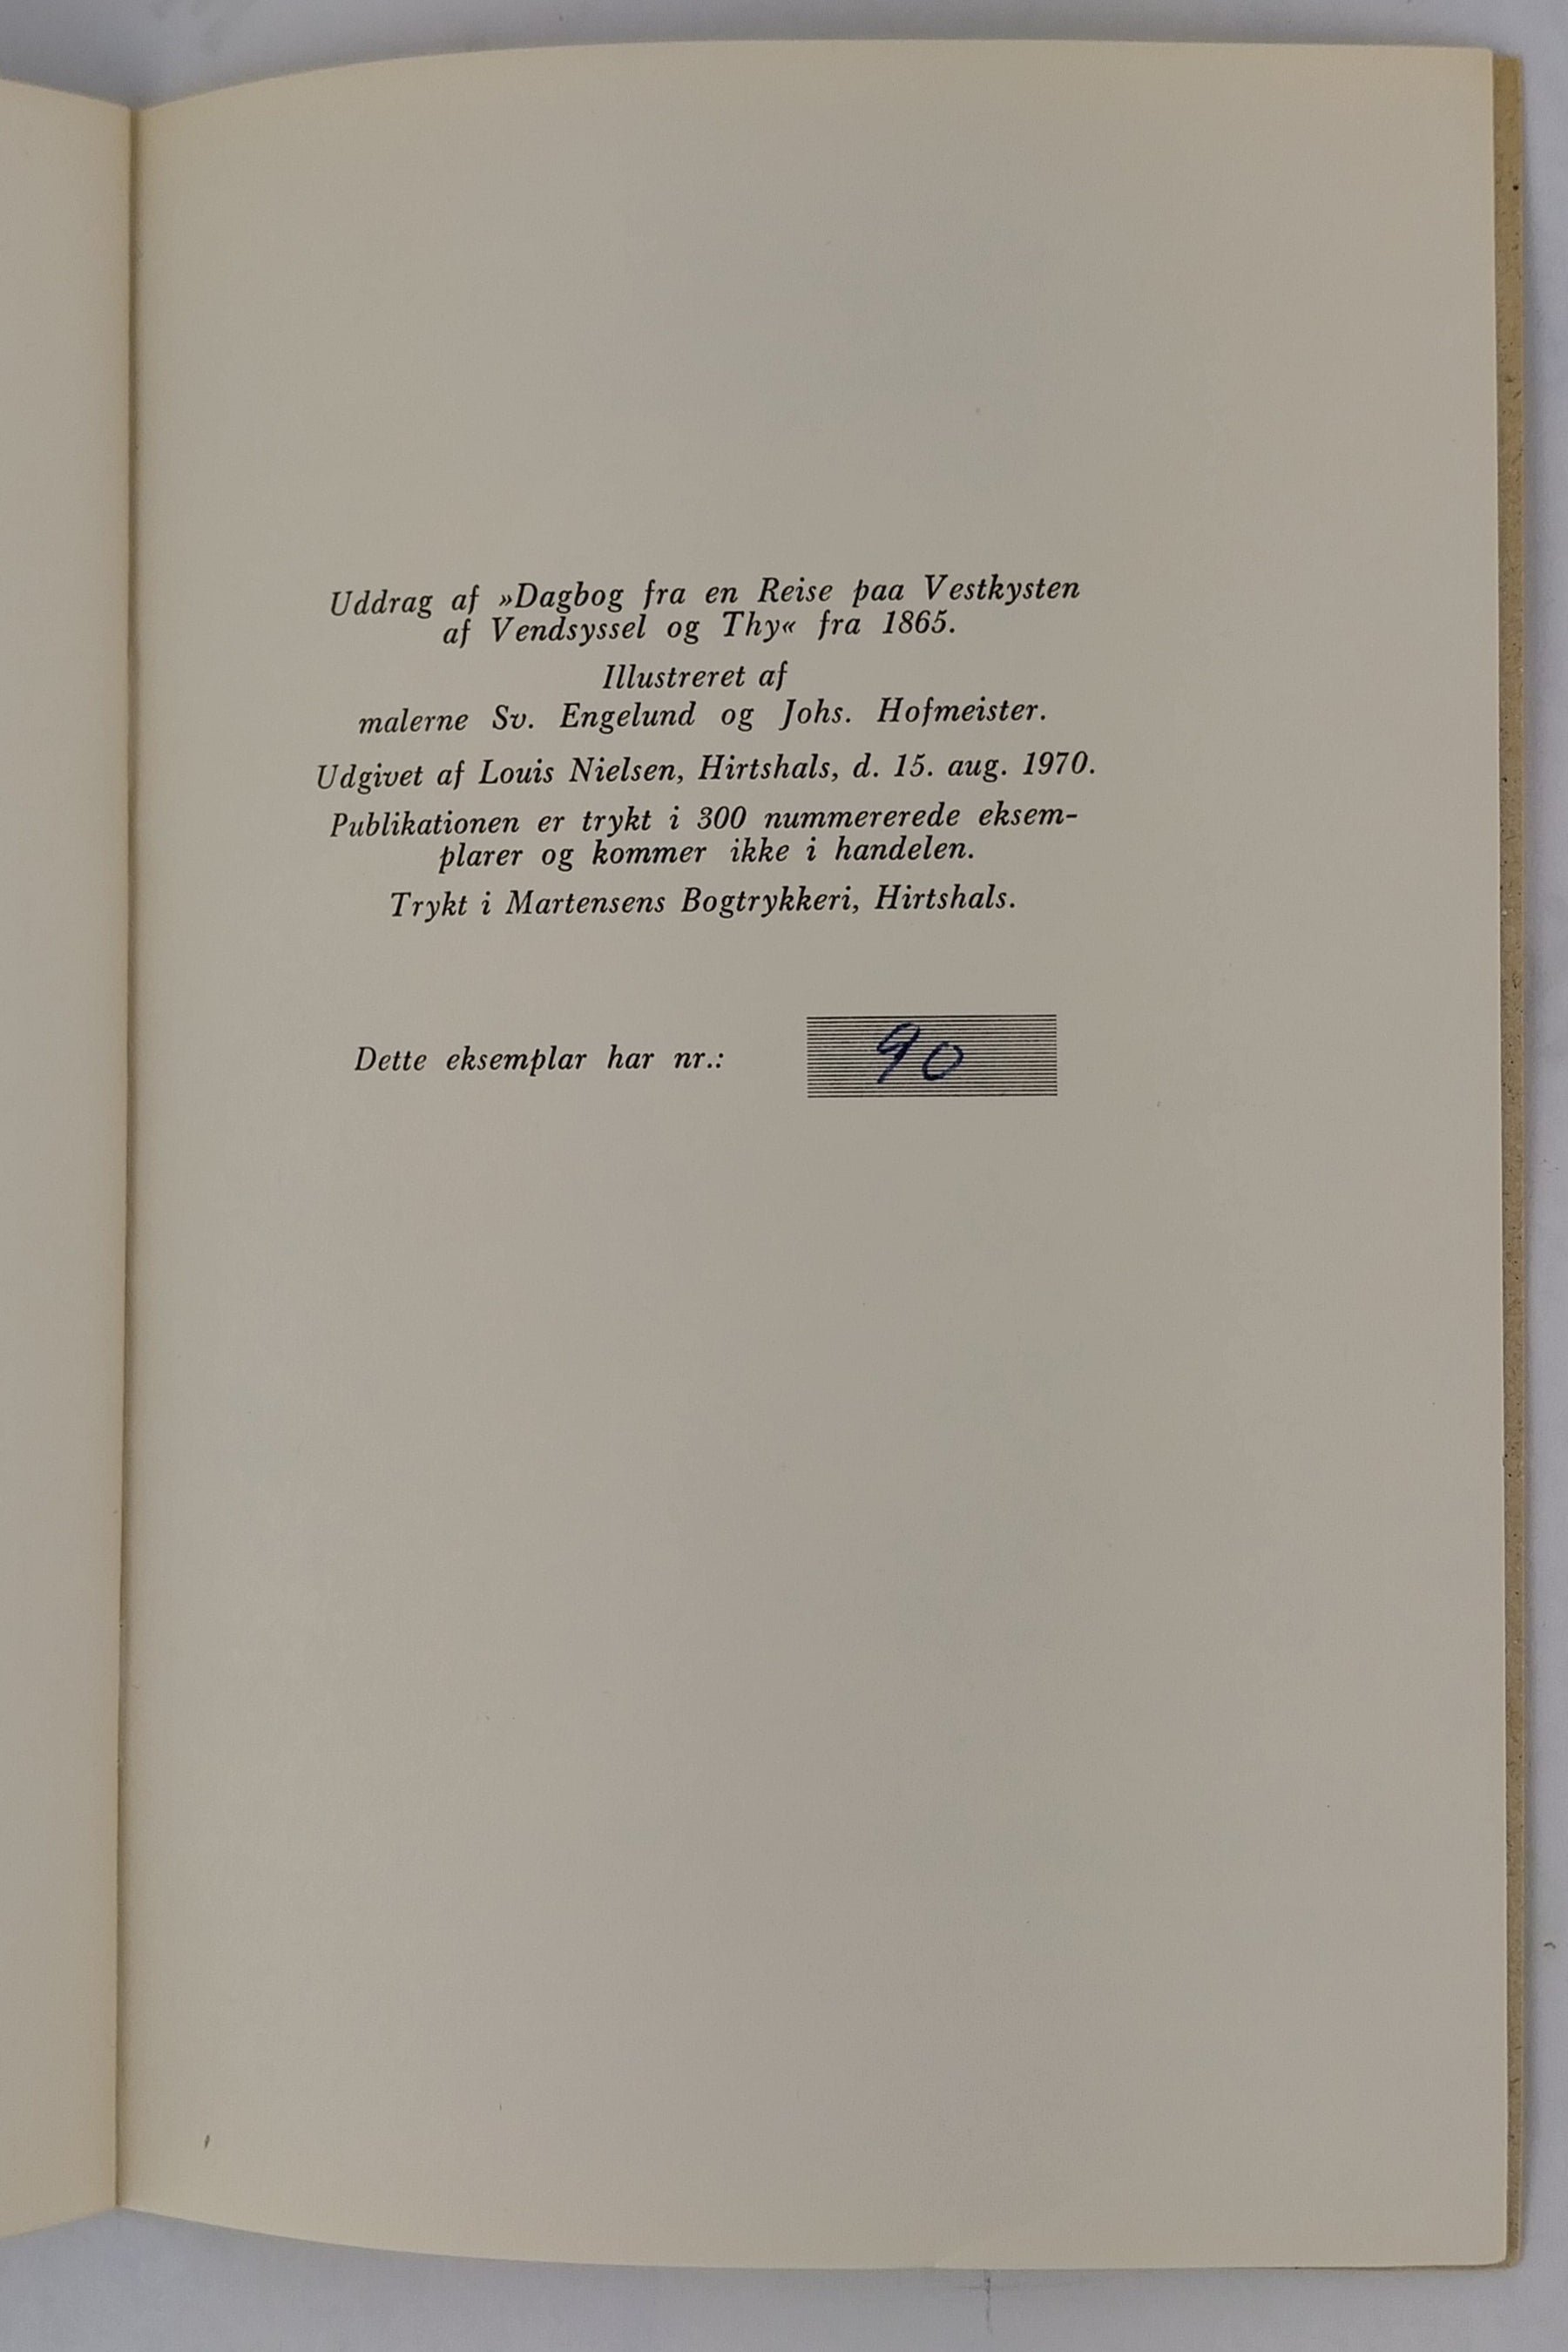 Uddrag af »Dagbog fra en Reise paa Vestkysten
af Vendsyssel og Thy« fra 1865.
Illustreret af
malerne Sv. Engelund og Johs. Hofmeister.
Udgivet af Louis Nielsen, Hirtshals, d. 15. aug. 1970.
Publikationen er trykt i 300 nummererede eksem-
plarer og kommer ikke i handelen.
Trykt i Martensens Bogtrykkeri, Hirtshals.
Dette eksemplar har nr.: 90